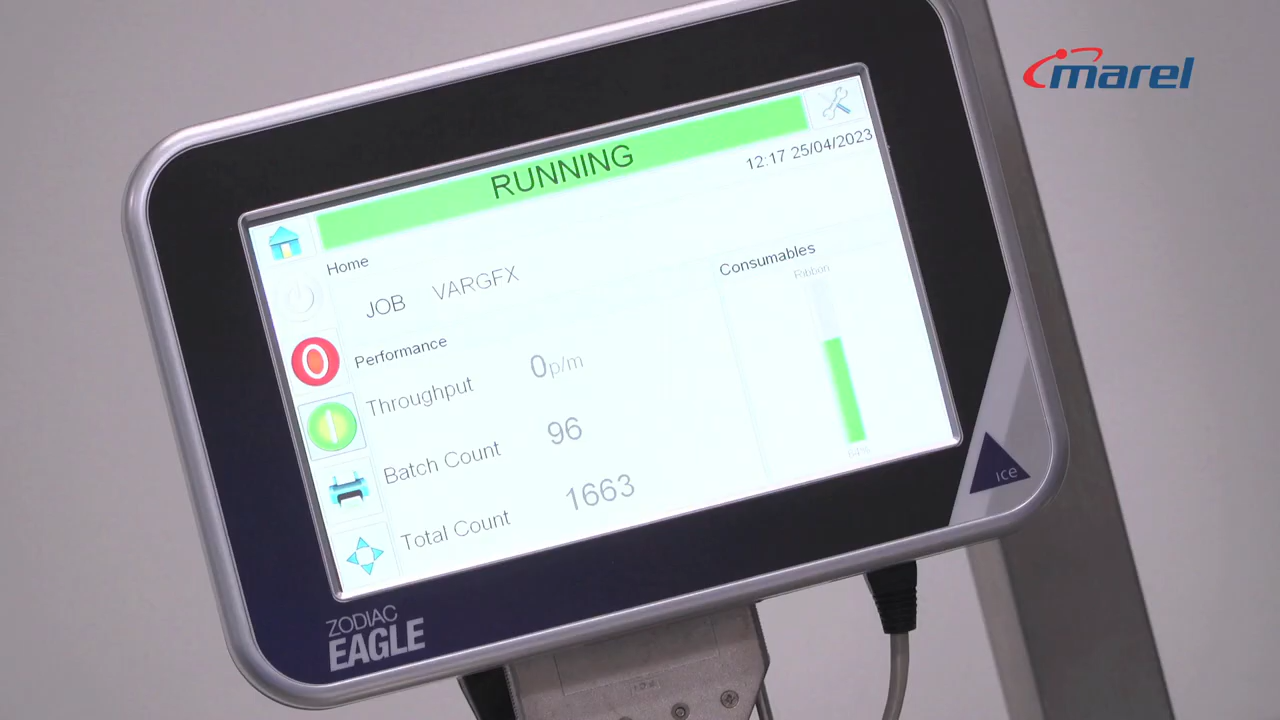 marel
RUNNING
12:17 25/04/2023
Home
JOB VARGFX
Consumables
Ribbon
Performance
Throughput 0p/m
Batch Count 96
Total Count 1663
64%
ice
ZODIAC
EAGLE